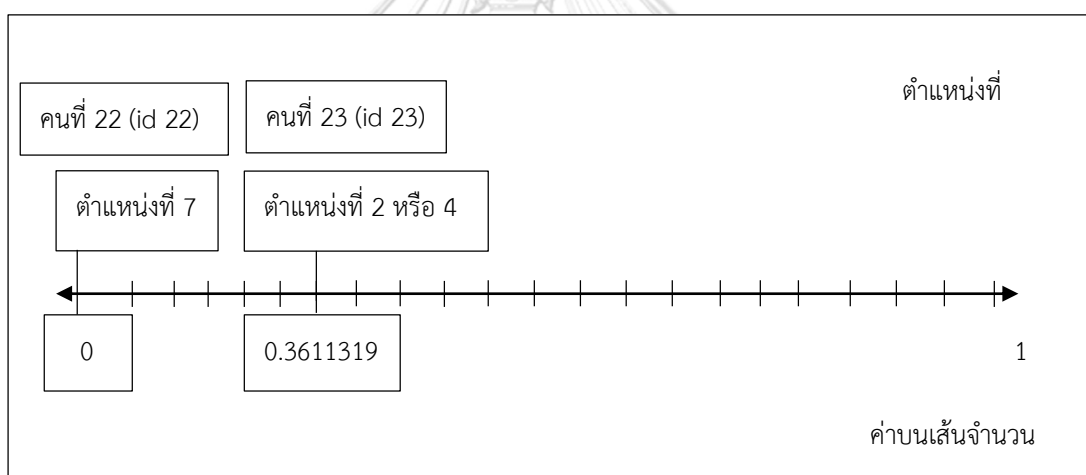 ตำแหน่งที่
คนที่ 22 (id 22)
คนที่ 23 (id 23)
ตำแหน่งที่ 7
ตำแหน่งที่ 2 หรือ 4
0
0.3611319
1
ค่าบนเส้นจำนวน